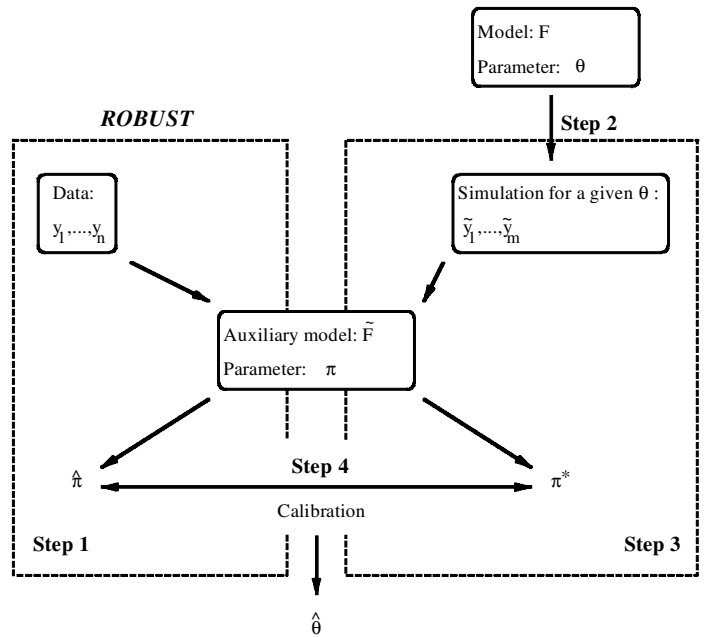 Model: F
Parameter: θ
ROBUST
Step 2
Data:
y₁,...,yₙ
Simulation for a given θ :
ỹ₁,...,ỹₘ
Auxiliary model: F̃
Parameter: π
Step 4
π̂
π*
Calibration
Step 1
Step 3
θ̂